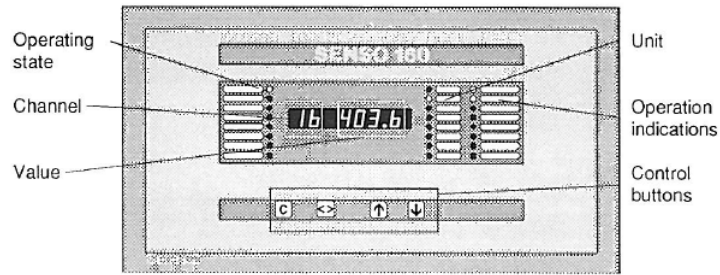 Operating
state
Channel
Value
SENSO 160
16 403.6
C <> ↑ ↓
Unit
Operation
indications
Control
buttons